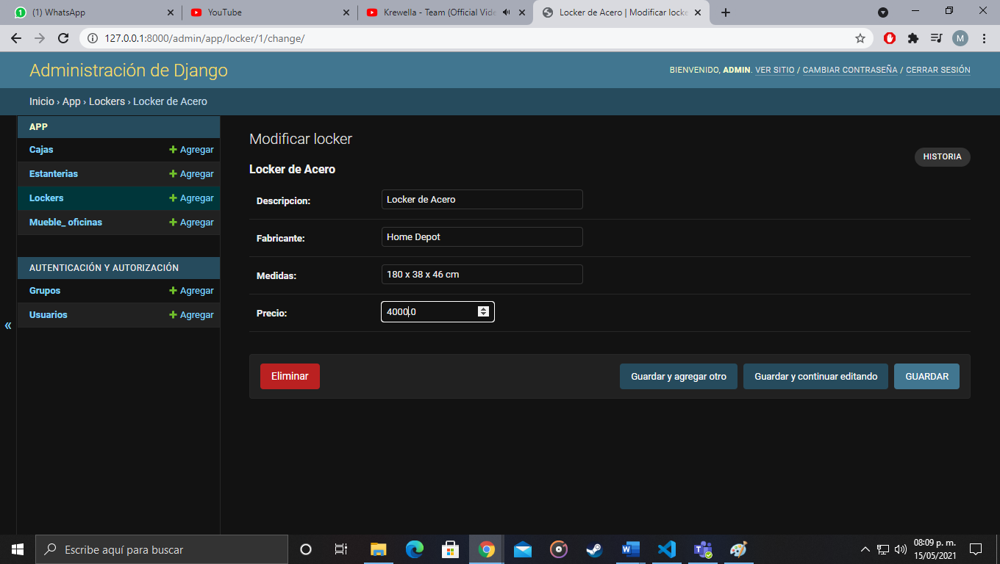 (1) WhatsApp
YouTube
Krewella - Team (Official Vide
Locker de Acero | Modificar locke
127.0.0.1:8000/admin/app/locker/1/change/
M
Administración de Django
BIENVENIDO, ADMIN. VER SITIO / CAMBIAR CONTRASEÑA / CERRAR SESIÓN
Inicio › App › Lockers › Locker de Acero
APP
Cajas + Agregar
Estanterias + Agregar
Lockers + Agregar
Mueble_ oficinas + Agregar
AUTENTICACIÓN Y AUTORIZACIÓN
Grupos + Agregar
Usuarios + Agregar
«
Modificar locker
HISTORIA
Locker de Acero
Descripcion: Locker de Acero
Fabricante: Home Depot
Medidas: 180 x 38 x 46 cm
Precio: 4000.0
Eliminar
Guardar y agregar otro
Guardar y continuar editando
GUARDAR
Escribe aquí para buscar
08:09 p. m.
15/05/2021